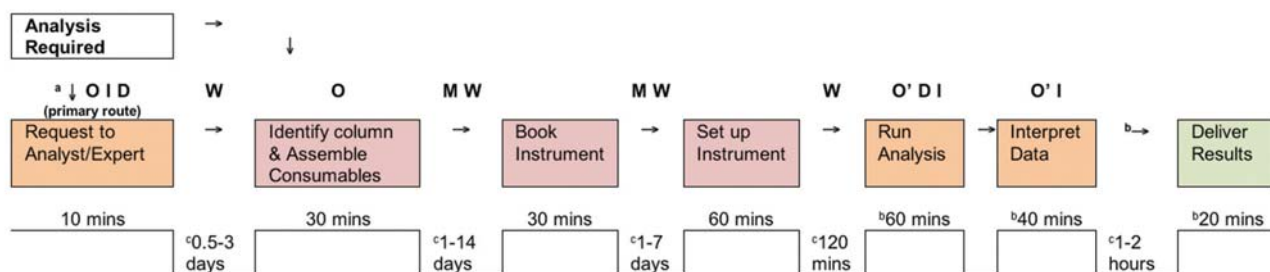 Analysis
Required
→
↓
ᵃ ↓ O I D W O M W M W W O' D I O' I
(primary route)
Request to
Analyst/Expert
→
Identify column
& Assemble
Consumables
→
Book
Instrument
→
Set up
Instrument
→
Run
Analysis
→
Interpret
Data
ᵇ→
Deliver
Results
10 mins 30 mins 30 mins 60 mins ᵇ60 mins ᵇ40 mins ᵇ20 mins
ᶜ0.5-3
days
ᶜ1-14
days
ᶜ1-7
days
ᶜ120
mins
ᶜ1-2
hours